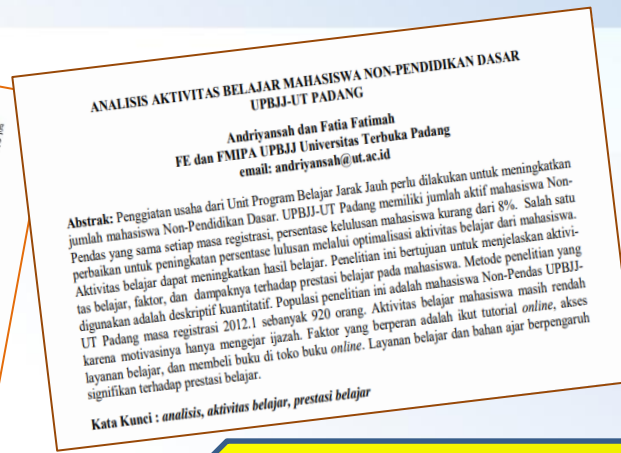 ANALISIS AKTIVITAS BELAJAR MAHASISWA NON-PENDIDIKAN DASAR
UPBJJ-UT PADANG
Andriyansah dan Fatia Fatimah
FE dan FMIPA UPBJJ Universitas Terbuka Padang
email: andriyansah@ut.ac.id
Abstrak: Penggiatan usaha dari Unit Program Belajar Jarak Jauh perlu dilakukan untuk meningkatkan
jumlah mahasiswa Non-Pendidikan Dasar. UPBJJ-UT Padang memiliki jumlah aktif mahasiswa Non-
Pendas yang sama setiap masa registrasi, persentase kelulusan mahasiswa kurang dari 8%. Salah satu
perbaikan untuk peningkatan persentase lulusan melalui optimalisasi aktivitas belajar dari mahasiswa.
Aktivitas belajar dapat meningkatkan hasil belajar. Penelitian ini bertujuan untuk menjelaskan aktivi-
tas belajar, faktor, dan dampaknya terhadap prestasi belajar pada mahasiswa. Metode penelitian yang
digunakan adalah deskriptif kuantitatif. Populasi penelitian ini adalah mahasiswa Non-Pendas UPBJJ-
UT Padang masa registrasi 2012.1 sebanyak 920 orang. Aktivitas belajar mahasiswa masih rendah
karena motivasinya hanya mengejar ijazah. Faktor yang berperan adalah ikut tutorial online, akses
layanan belajar, dan membeli buku di toko buku online. Layanan belajar dan bahan ajar berpengaruh
signifikan terhadap prestasi belajar.
Kata Kunci : analisis, aktivitas belajar, prestasi belajar